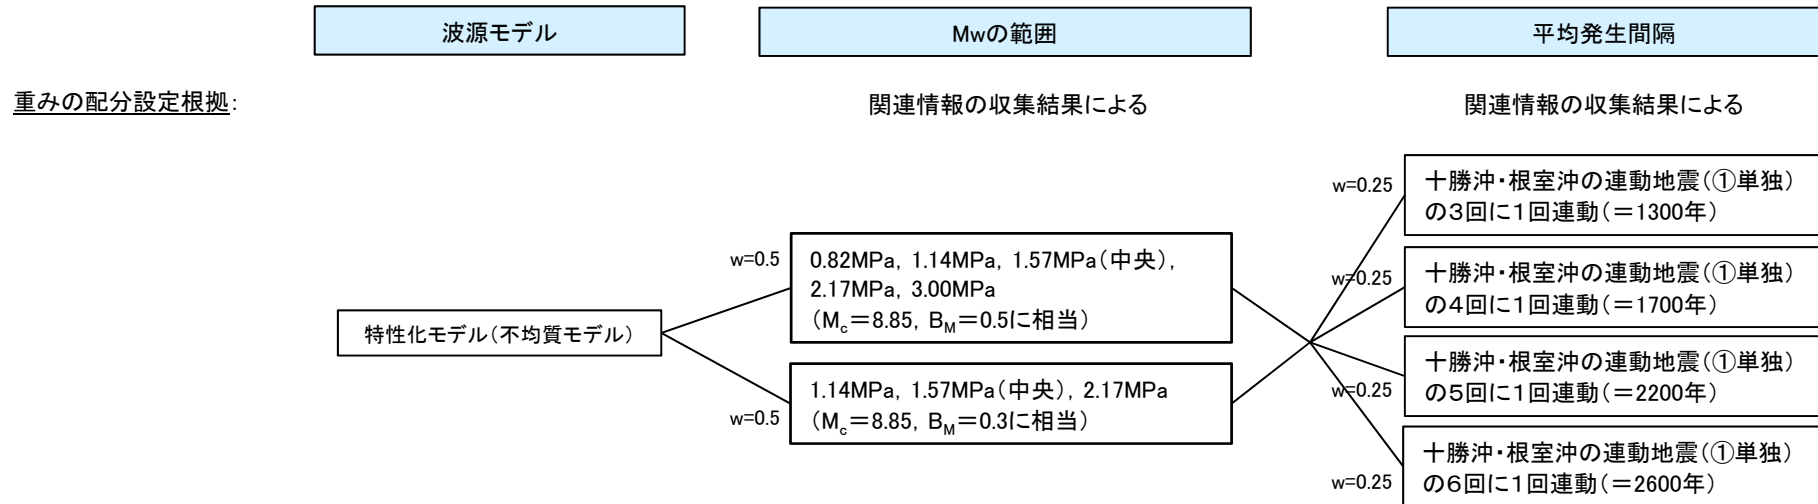 波源モデル
Mwの範囲
平均発生間隔
重みの配分設定根拠:
関連情報の収集結果による
関連情報の収集結果による
特性化モデル(不均質モデル)
w=0.5
0.82MPa, 1.14MPa, 1.57MPa(中央),
2.17MPa, 3.00MPa
(Mc=8.85, BM=0.5に相当)
w=0.5
1.14MPa, 1.57MPa(中央), 2.17MPa
(Mc=8.85, BM=0.3に相当)
w=0.25
十勝沖・根室沖の連動地震(①単独)
の3回に1回連動(=1300年)
w=0.25
十勝沖・根室沖の連動地震(①単独)
の4回に1回連動(=1700年)
w=0.25
十勝沖・根室沖の連動地震(①単独)
の5回に1回連動(=2200年)
w=0.25
十勝沖・根室沖の連動地震(①単独)
の6回に1回連動(=2600年)